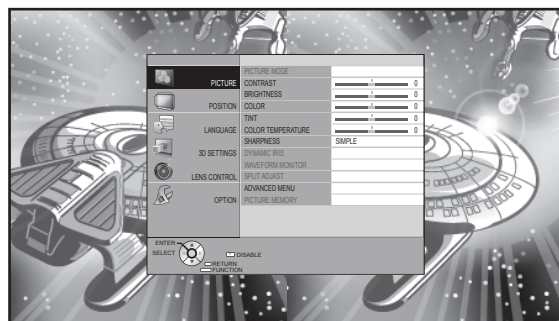 PICTURE
POSITION
LANGUAGE
3D SETTINGS
LENS CONTROL
OPTION
PICTURE MODE
CONTRAST 0
BRIGHTNESS 0
COLOR 0
TINT 0
COLOR TEMPERATURE 0
SHARPNESS SIMPLE
DYNAMIC IRIS
WAVEFORM MONITOR
SPLIT ADJAST
ADVANCED MENU
PICTURE MEMORY
ENTER
SELECT
DISABLE
RETURN
FUNCTION